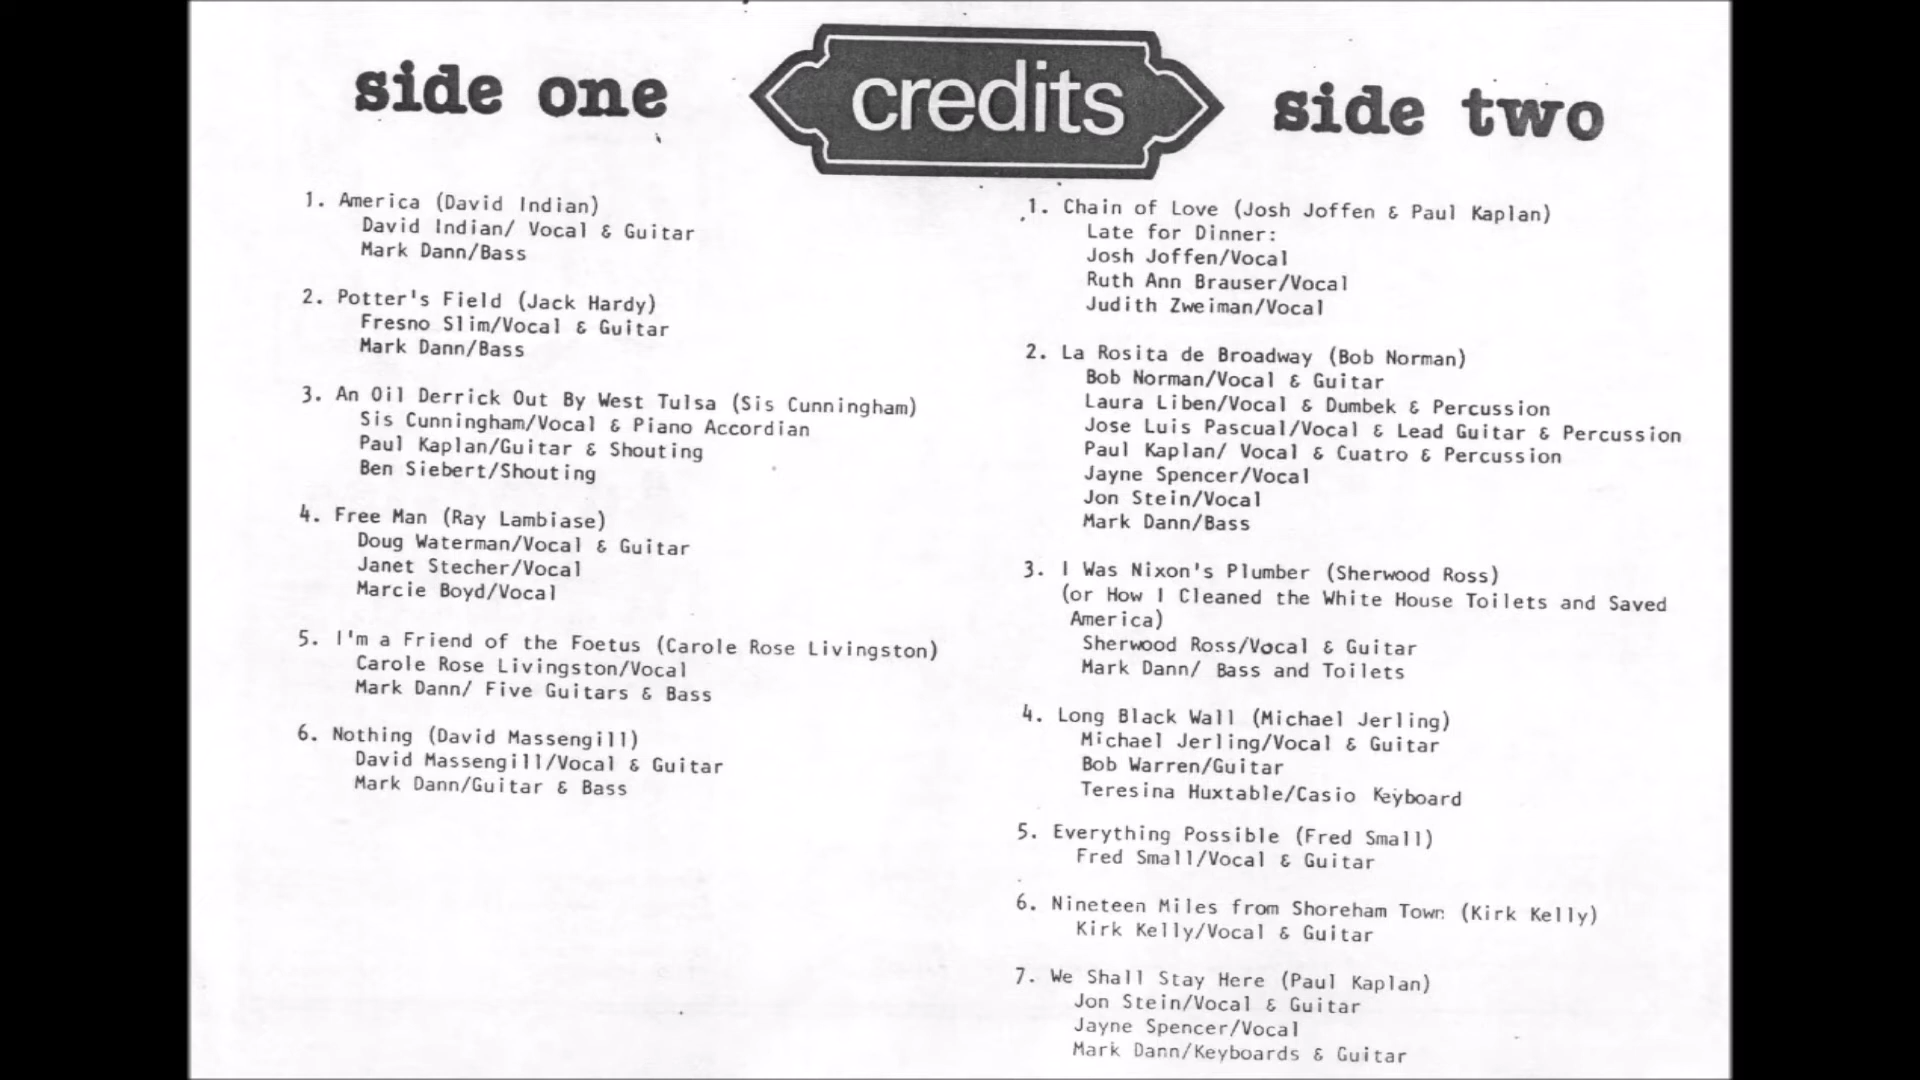 side one
credits
side two
1. America (David Indian)
David Indian/ Vocal & Guitar
Mark Dann/Bass
2. Potter's Field (Jack Hardy)
Fresno Slim/Vocal & Guitar
Mark Dann/Bass
3. An Oil Derrick Out By West Tulsa (Sis Cunningham)
Sis Cunningham/Vocal & Piano Accordian
Paul Kaplan/Guitar & Shouting
Ben Siebert/Shouting
4. Free Man (Ray Lambiase)
Doug Waterman/Vocal & Guitar
Janet Stecher/Vocal
Marcie Boyd/Vocal
5. I'm a Friend of the Foetus (Carole Rose Livingston)
Carole Rose Livingston/Vocal
Mark Dann/ Five Guitars & Bass
6. Nothing (David Massengill)
David Massengill/Vocal & Guitar
Mark Dann/Guitar & Bass
1. Chain of Love (Josh Joffen & Paul Kaplan)
Late for Dinner:
Josh Joffen/Vocal
Ruth Ann Brauser/Vocal
Judith Zweiman/Vocal
2. La Rosita de Broadway (Bob Norman)
Bob Norman/Vocal & Guitar
Laura Liben/Vocal & Dumbek & Percussion
Jose Luis Pascual/Vocal & Lead Guitar & Percussion
Paul Kaplan/ Vocal & Cuatro & Percussion
Jayne Spencer/Vocal
Jon Stein/Vocal
Mark Dann/Bass
3. I Was Nixon's Plumber (Sherwood Ross)
(or How I Cleaned the White House Toilets and Saved
America)
Sherwood Ross/Vocal & Guitar
Mark Dann/ Bass and Toilets
4. Long Black Wall (Michael Jerling)
Michael Jerling/Vocal & Guitar
Bob Warren/Guitar
Teresina Huxtable/Casio Keyboard
5. Everything Possible (Fred Small)
Fred Small/Vocal & Guitar
6. Nineteen Miles from Shoreham Town (Kirk Kelly)
Kirk Kelly/Vocal & Guitar
7. We Shall Stay Here (Paul Kaplan)
Jon Stein/Vocal & Guitar
Jayne Spencer/Vocal
Mark Dann/Keyboards & Guitar